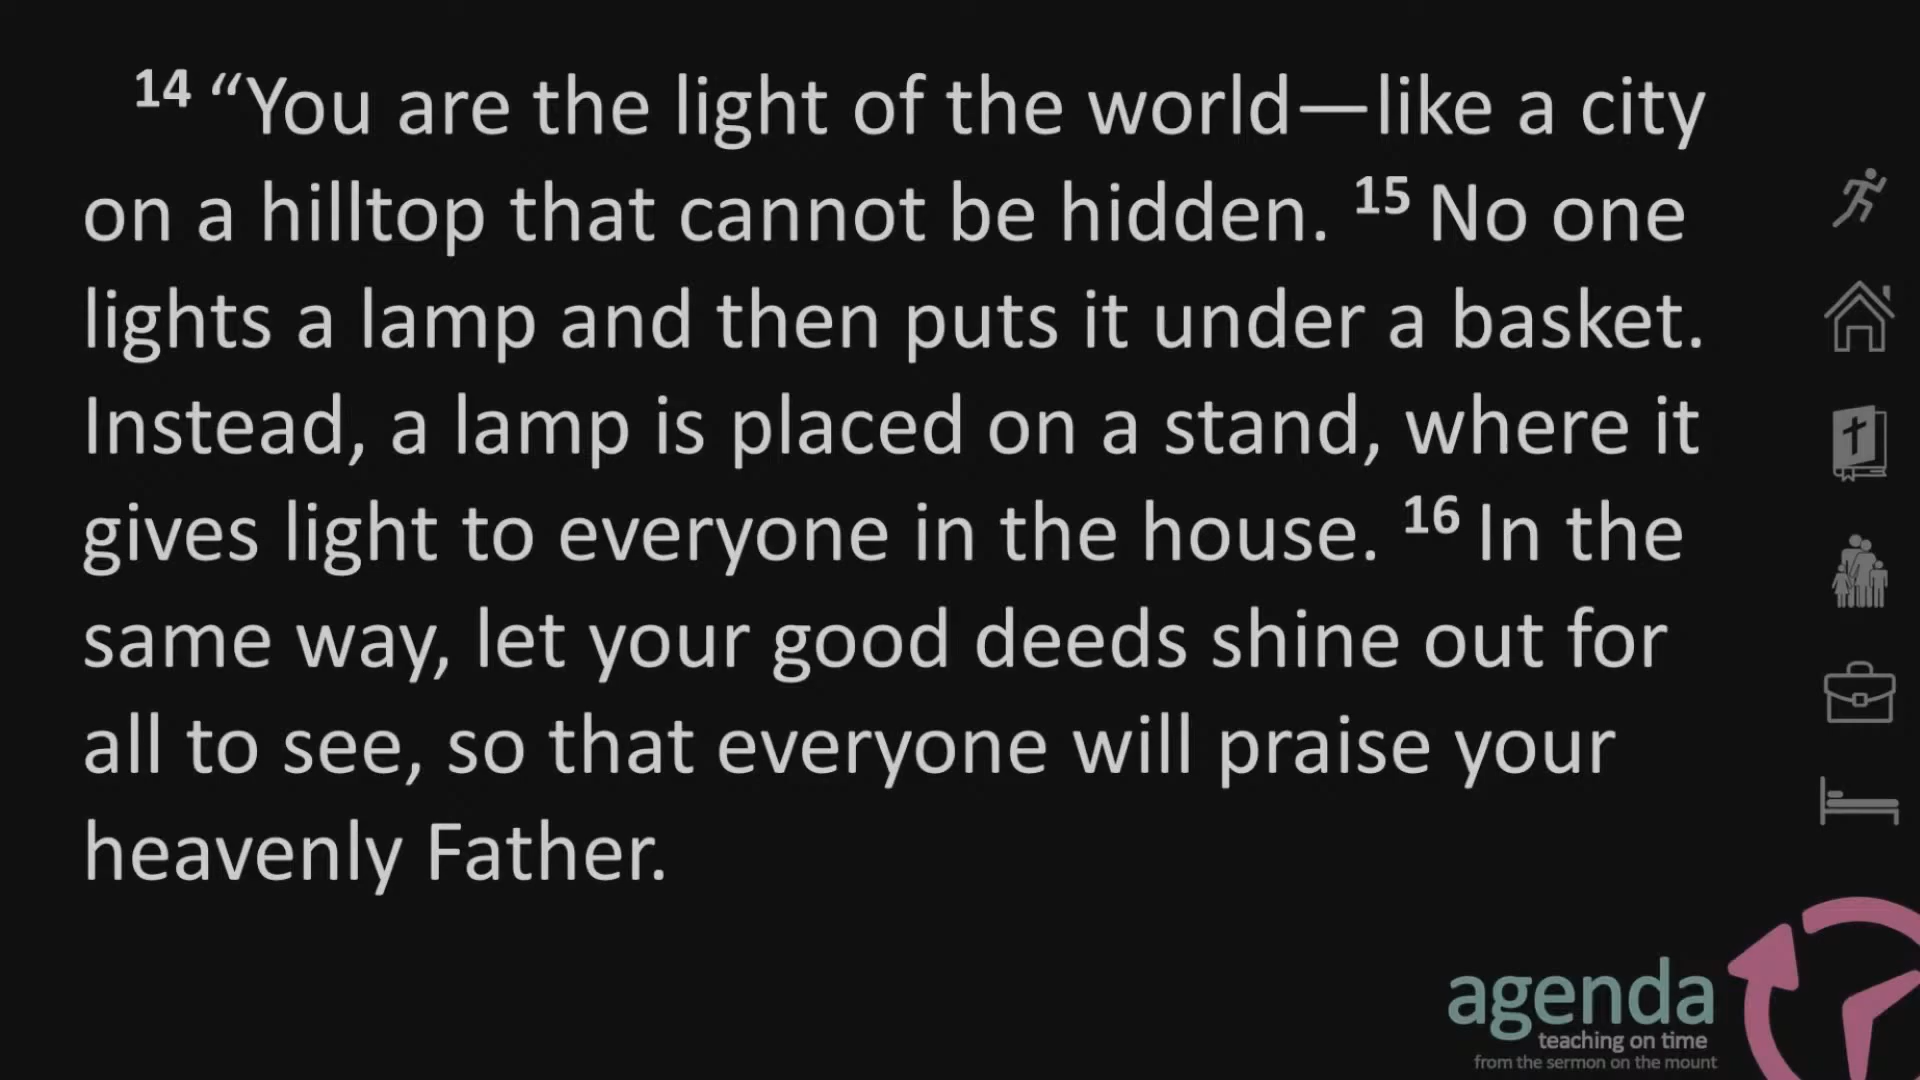 14 “You are the light of the world—like a city
on a hilltop that cannot be hidden. 15 No one
lights a lamp and then puts it under a basket.
Instead, a lamp is placed on a stand, where it
gives light to everyone in the house. 16 In the
same way, let your good deeds shine out for
all to see, so that everyone will praise your
heavenly Father.
agenda
teaching on time
from the sermon on the mount